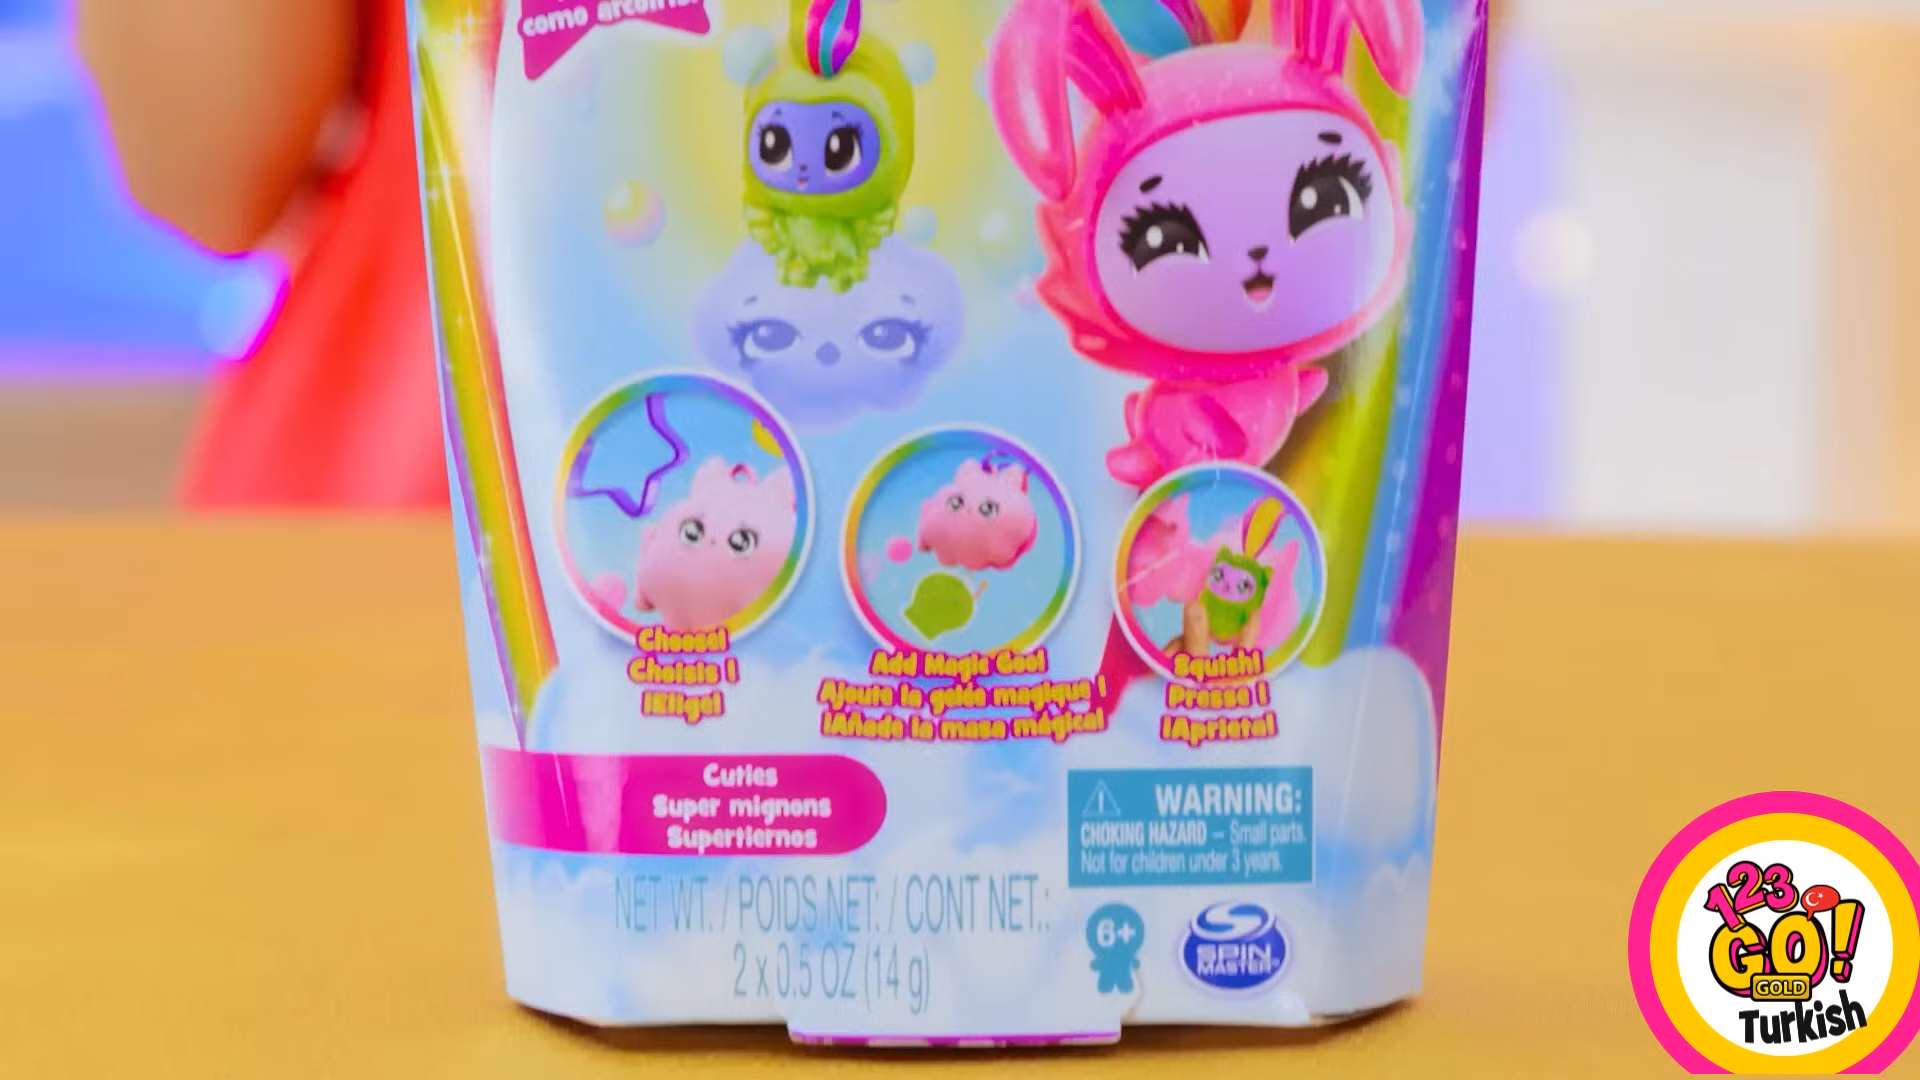 como arcoíris!
Choose!
Choisis !
¡Elige!
Add Magic Goo!
Ajoute la gelée magique !
¡Añade la masa mágica!
Squish!
Presse !
¡Aprieta!
Cuties
Super mignons
Supertiernos
WARNING:
CHOKING HAZARD – Small parts.
Not for children under 3 years.
NET WT. / POIDS NET: / CONT NET.:
2 x 0.5 OZ (14 g)
6+
SPIN
MASTER
123
GO!
GOLD
Turkish